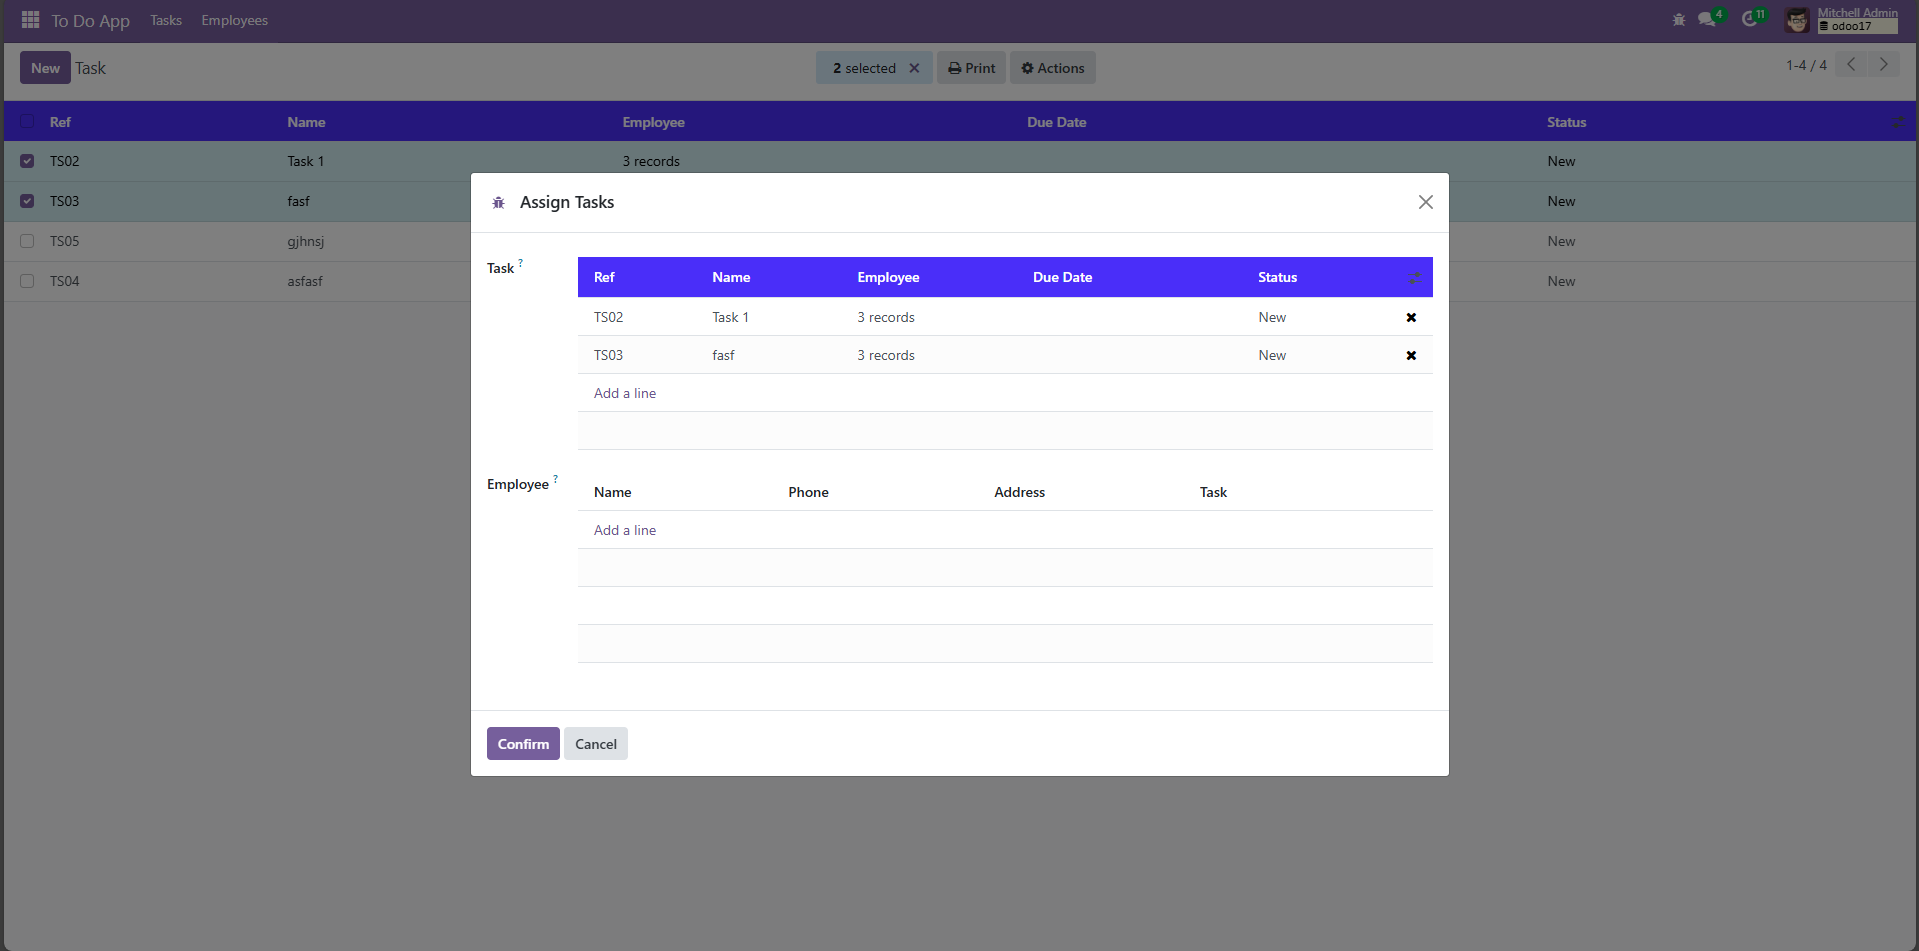 To Do App Tasks Employees 4 11 Mitchell Admin
odoo17
New Task 2 selected Print Actions 1-4 / 4
Ref Name Employee Due Date Status
TS02 Task 1 3 records New
TS03 fasf New
TS05 gjhnsj New
TS04 asfasf New
Assign Tasks
Task ?
Ref Name Employee Due Date Status
TS02 Task 1 3 records New
TS03 fasf 3 records New
Add a line
Employee ?
Name Phone Address Task
Add a line
Confirm Cancel